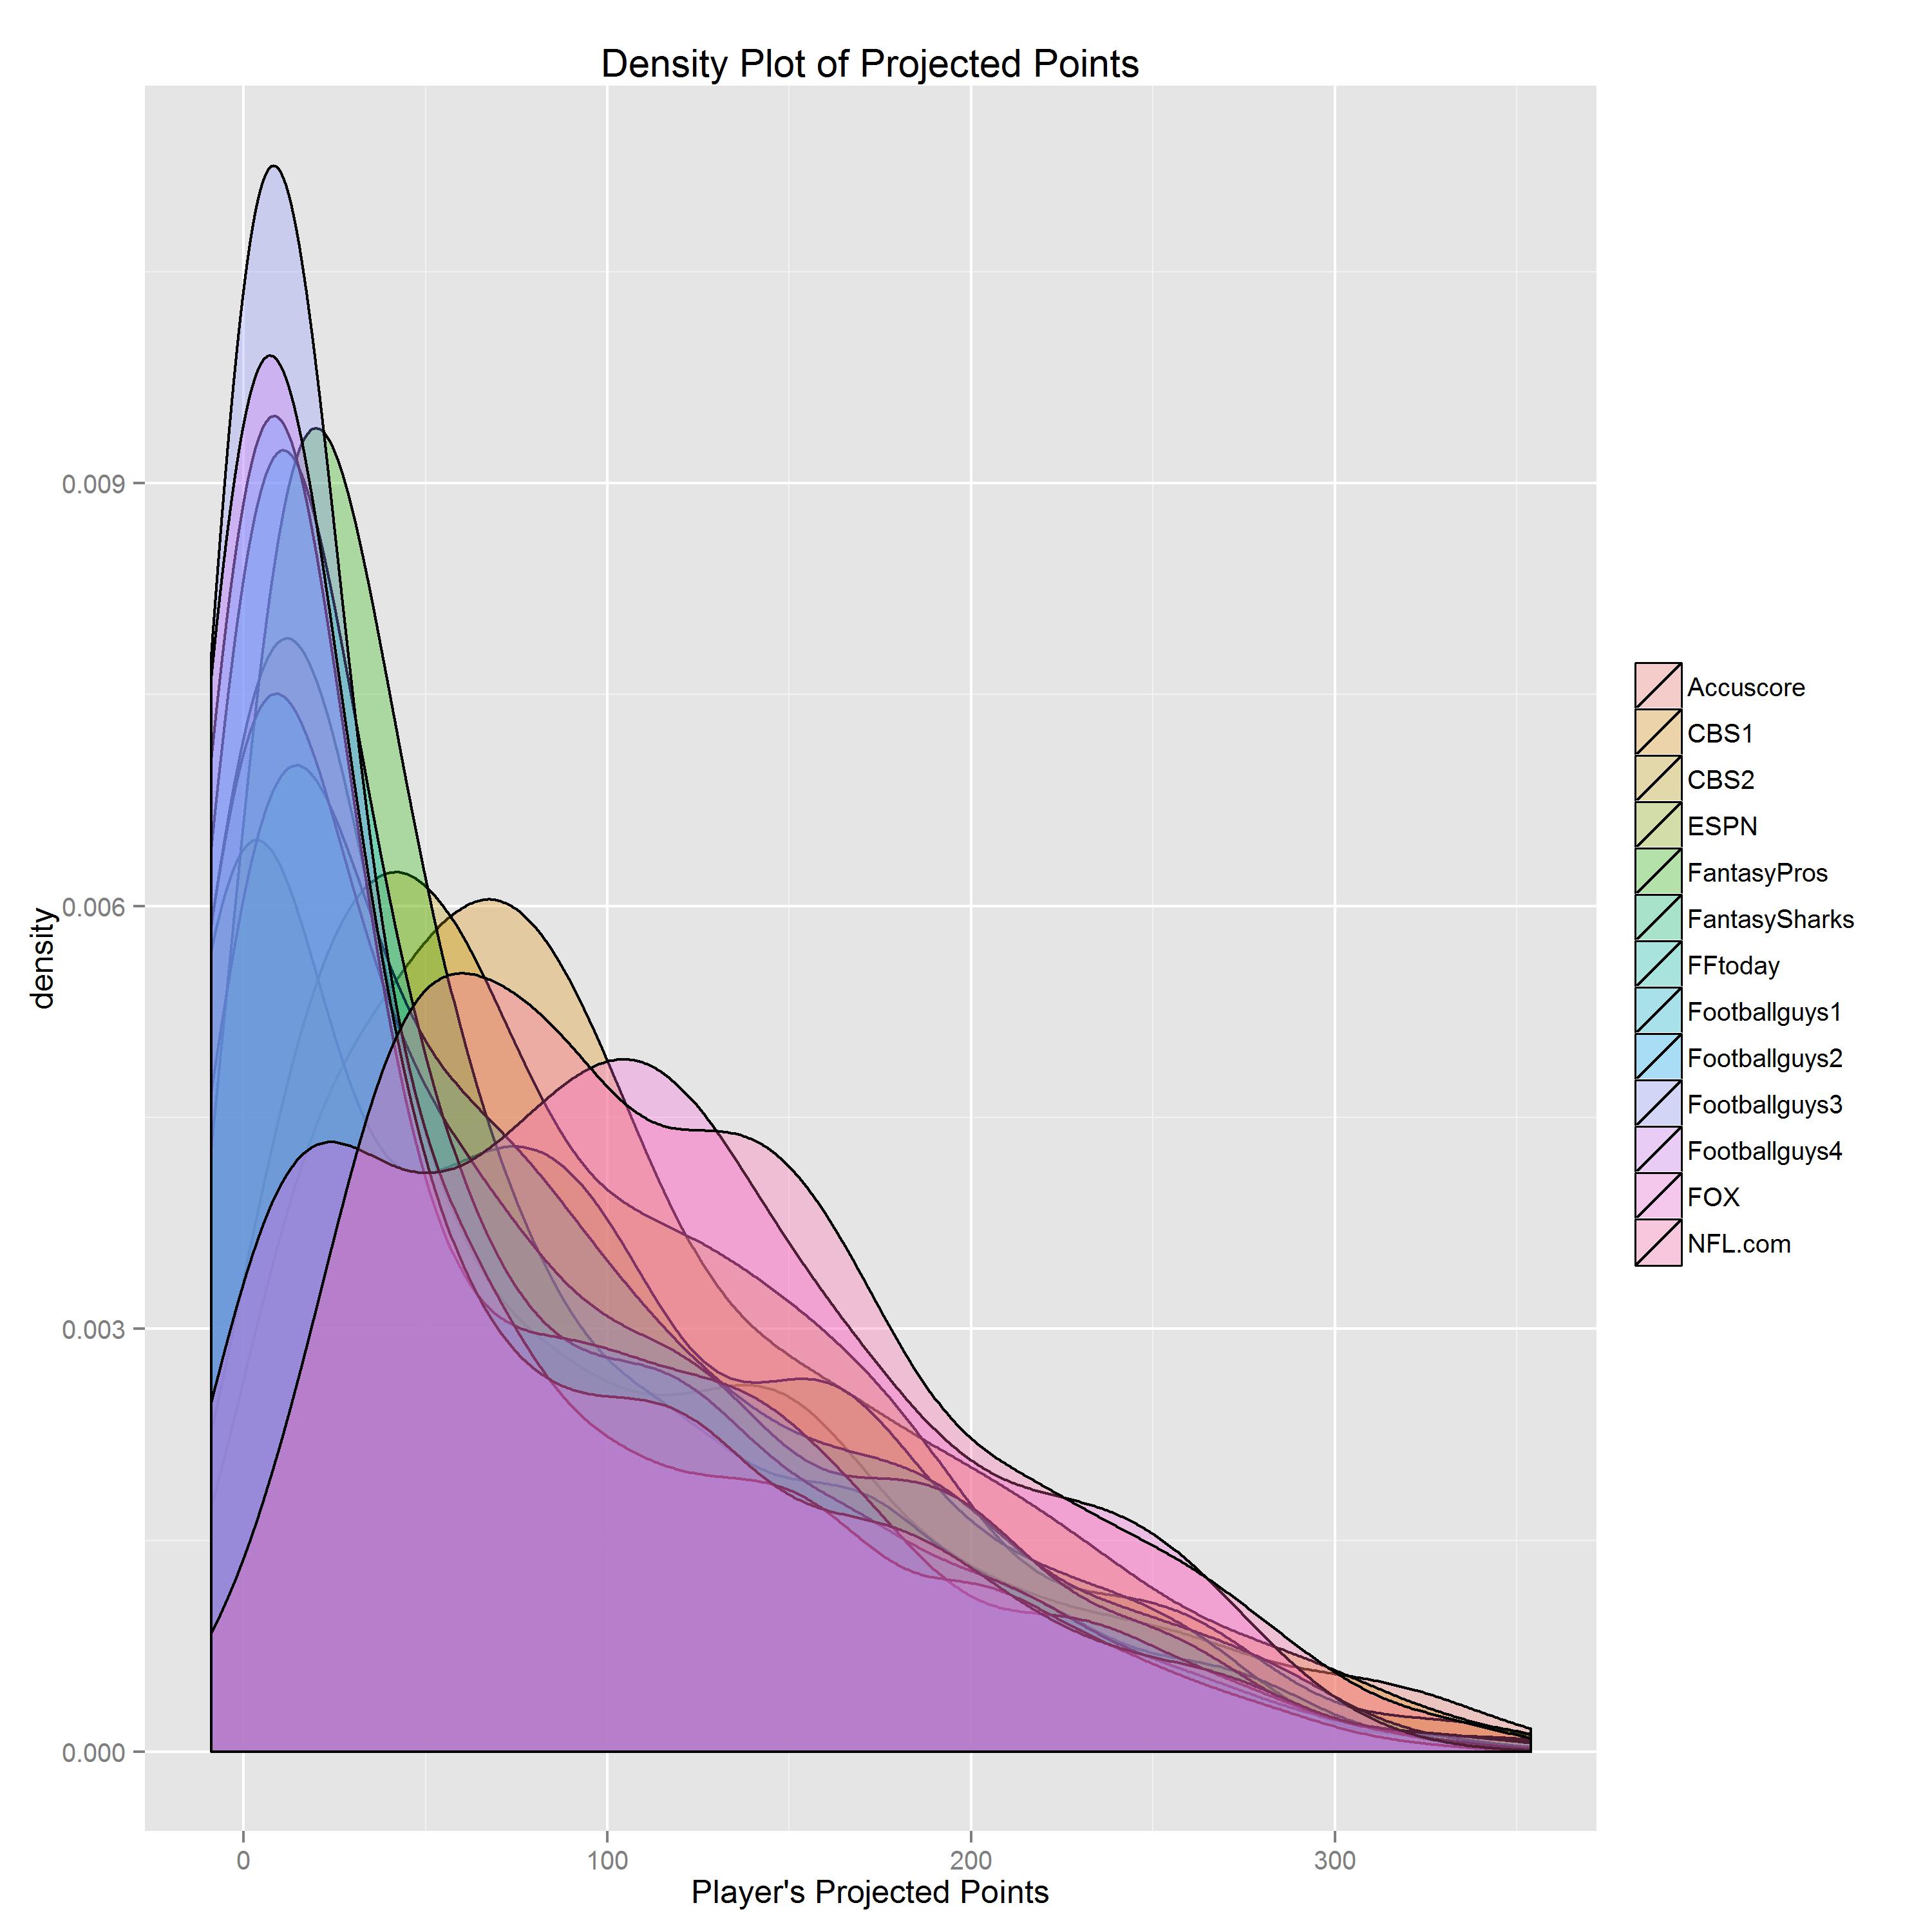 Density Plot of Projected Points
density
0.009
0.006
0.003
0.000
0 100 200 300
Player's Projected Points
Accuscore
CBS1
CBS2
ESPN
FantasyPros
FantasySharks
FFtoday
Footballguys1
Footballguys2
Footballguys3
Footballguys4
FOX
NFL.com